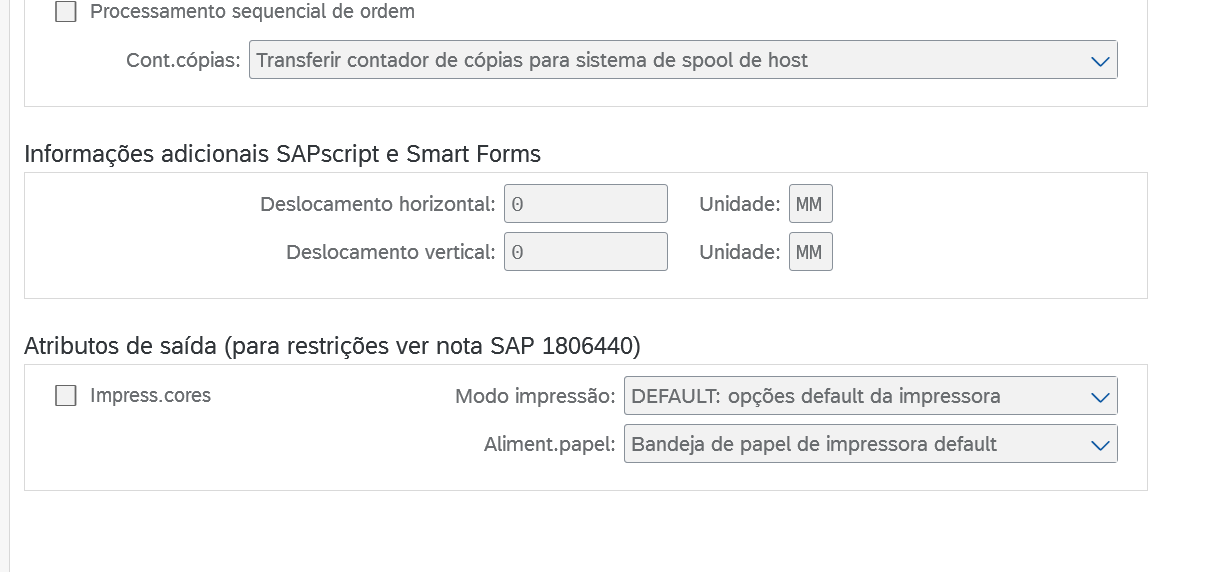 Processamento sequencial de ordem
Cont.cópias: Transferir contador de cópias para sistema de spool de host
Informações adicionais SAPscript e Smart Forms
Deslocamento horizontal: 0 Unidade: MM
Deslocamento vertical: 0 Unidade: MM
Atributos de saída (para restrições ver nota SAP 1806440)
Impress.cores Modo impressão: DEFAULT: opções default da impressora
Aliment.papel: Bandeja de papel de impressora default